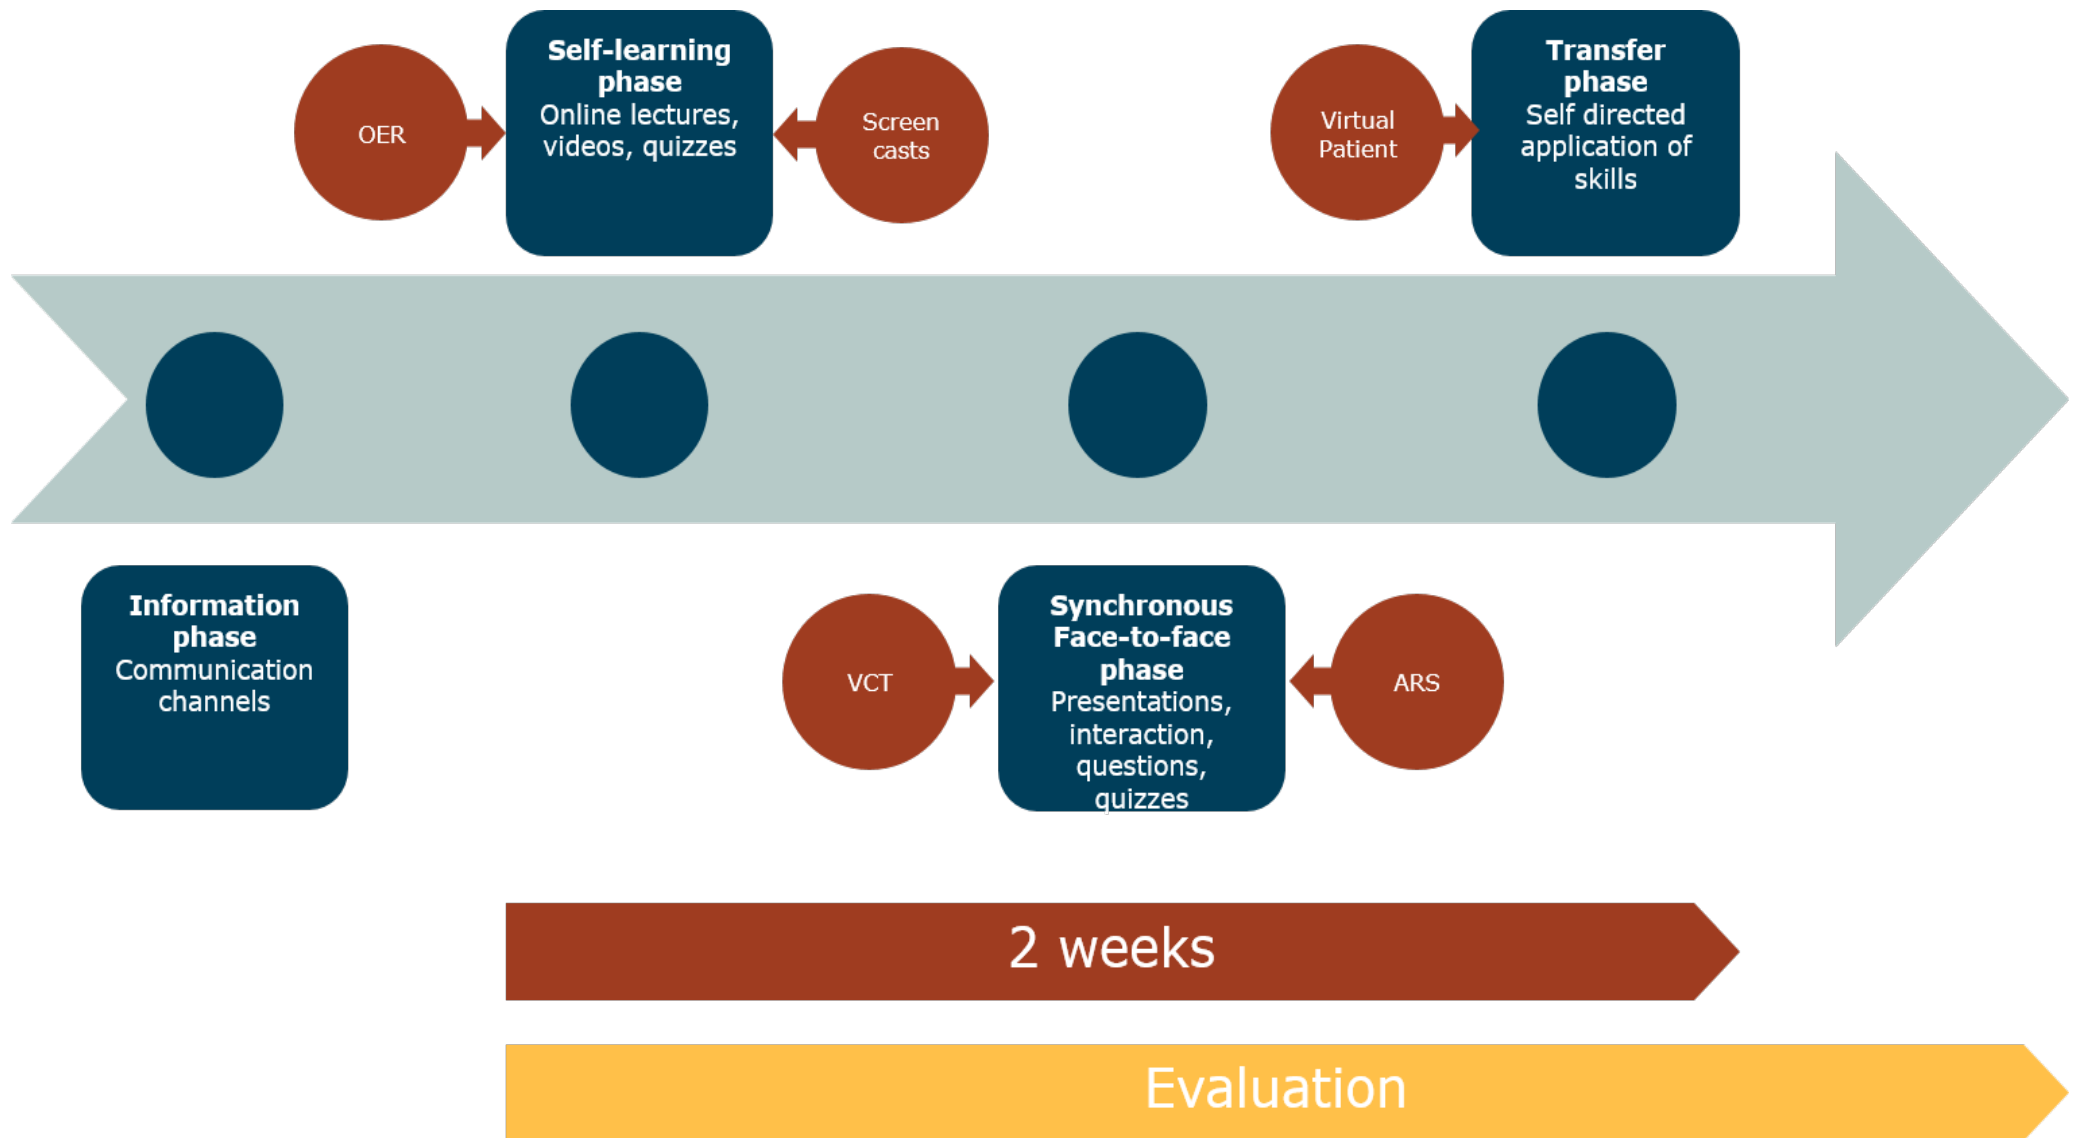 OER
Self-learning
phase
Online lectures,
videos, quizzes
Screen
casts
Virtual
Patient
Transfer
phase
Self directed
application of
skills
Information
phase
Communication
channels
VCT
Synchronous
Face-to-face
phase
Presentations,
interaction,
questions,
quizzes
ARS
2 weeks
Evaluation